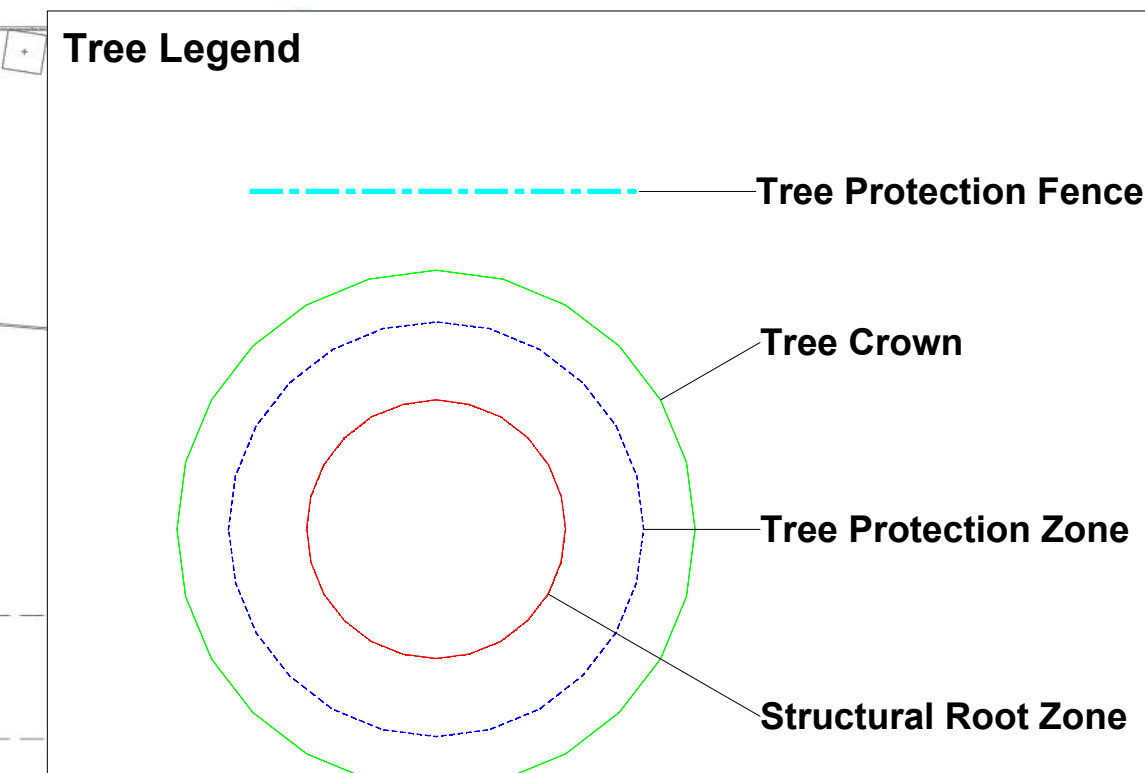 Tree Legend
Tree Protection Fence
Tree Crown
Tree Protection Zone
Structural Root Zone